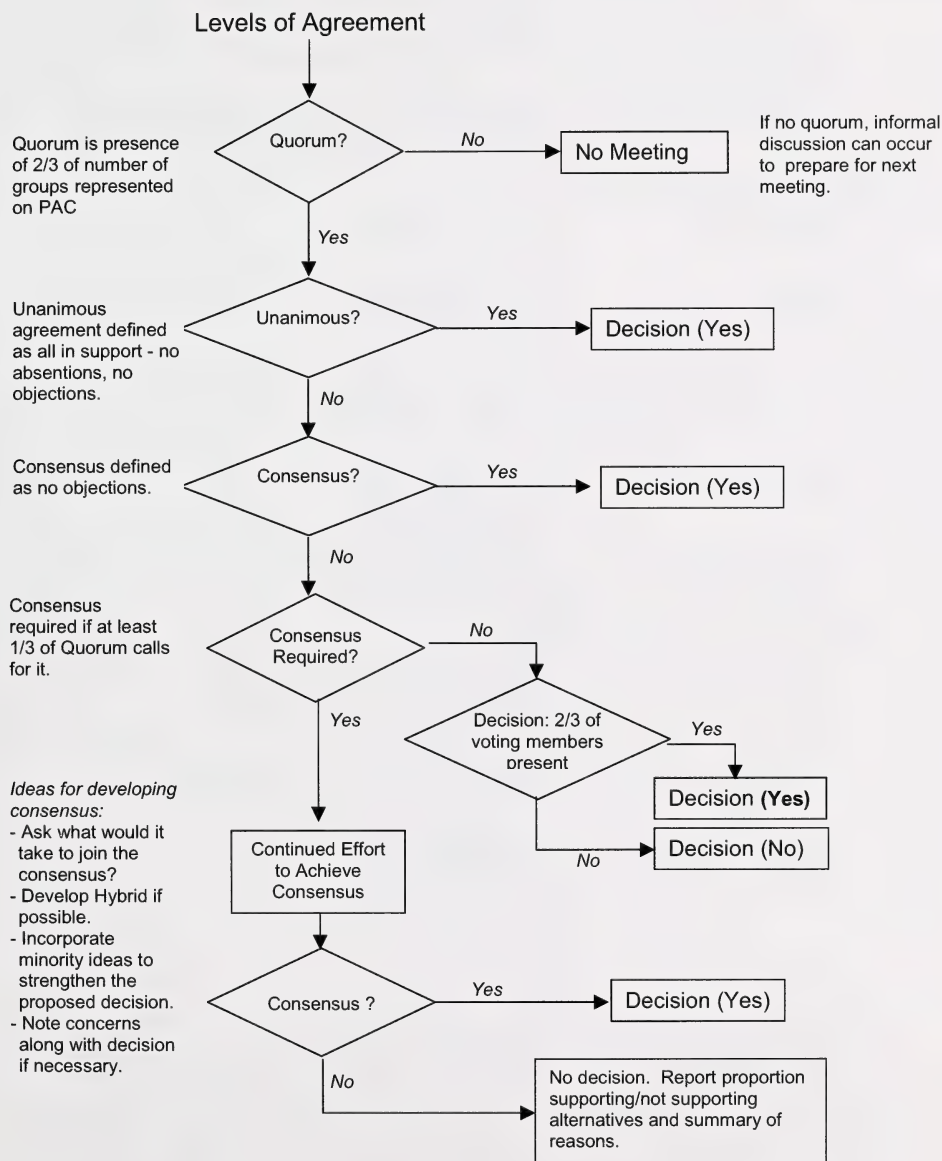 Levels of Agreement
Quorum is presence
of 2/3 of number of
groups represented
on PAC
Quorum?
No
No Meeting
If no quorum, informal
discussion can occur
to prepare for next
meeting.
Yes
Unanimous
agreement defined
as all in support - no
absentions, no
objections.
Unanimous?
Yes
Decision (Yes)
No
Consensus defined
as no objections.
Consensus?
Yes
Decision (Yes)
No
Consensus
required if at least
1/3 of Quorum calls
for it.
Consensus
Required?
No
Yes
Decision: 2/3 of
voting members
present
Yes
Decision (Yes)
No
Decision (No)
Ideas for developing
consensus:
- Ask what would it
take to join the
consensus?
- Develop Hybrid if
possible.
- Incorporate
minority ideas to
strengthen the
proposed decision.
- Note concerns
along with decision
if necessary.
Continued Effort
to Achieve
Consensus
Consensus ?
Yes
Decision (Yes)
No
No decision. Report proportion
supporting/not supporting
alternatives and summary of
reasons.